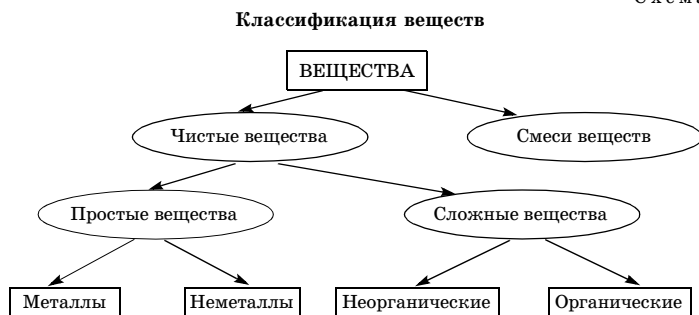 Классификация веществ
ВЕЩЕСТВА
Чистые вещества
Смеси веществ
Простые вещества
Сложные вещества
Металлы
Неметаллы
Неорганические
Органические